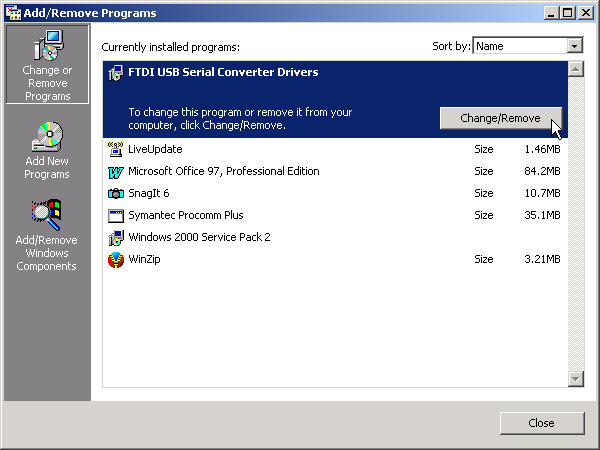 Add/Remove Programs
Change or
Remove
Programs
Add New
Programs
Add/Remove
Windows
Components
Currently installed programs:
Sort by: Name
FTDI USB Serial Converter Drivers
To change this program or remove it from your
computer, click Change/Remove.
Change/Remove
LiveUpdate Size 1.46MB
Microsoft Office 97, Professional Edition Size 84.2MB
SnagIt 6 Size 10.7MB
Symantec Procomm Plus Size 35.1MB
Windows 2000 Service Pack 2
WinZip Size 3.21MB
Close